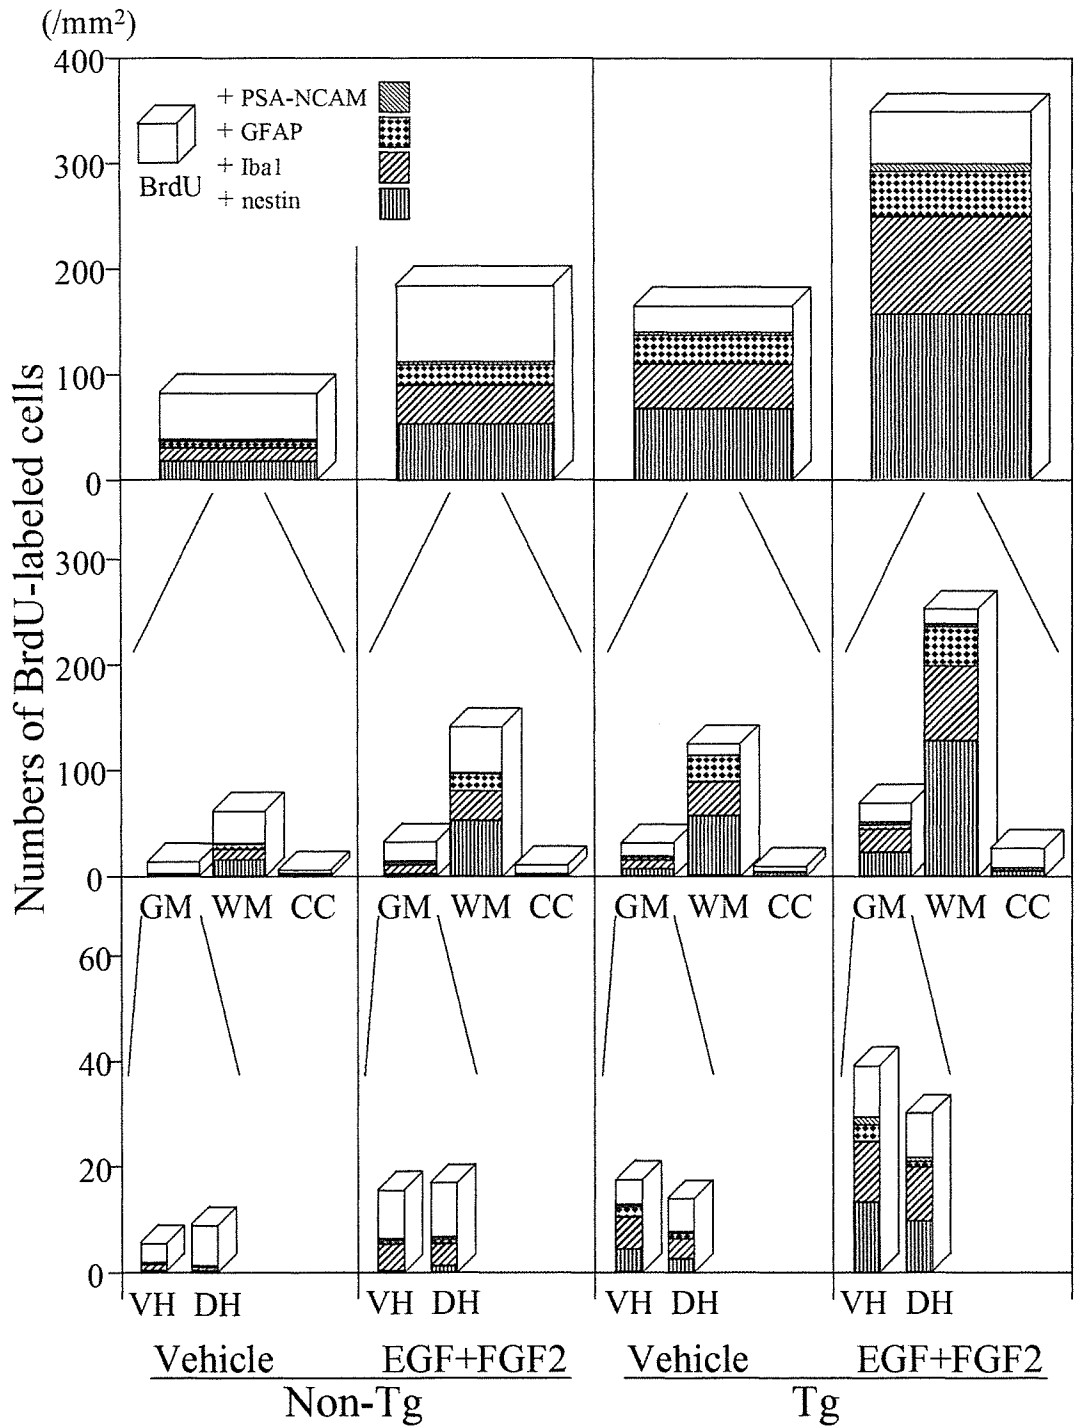 (/mm²)
400
300
200
100
0
300
200
100
0
60
40
20
0
Numbers of BrdU-labeled cells
BrdU
+ PSA-NCAM
+ GFAP
+ Iba1
+ nestin
GM WM CC GM WM CC GM WM CC GM WM CC
VH DH VH DH VH DH VH DH
Vehicle EGF+FGF2 Vehicle EGF+FGF2
Non-Tg Tg